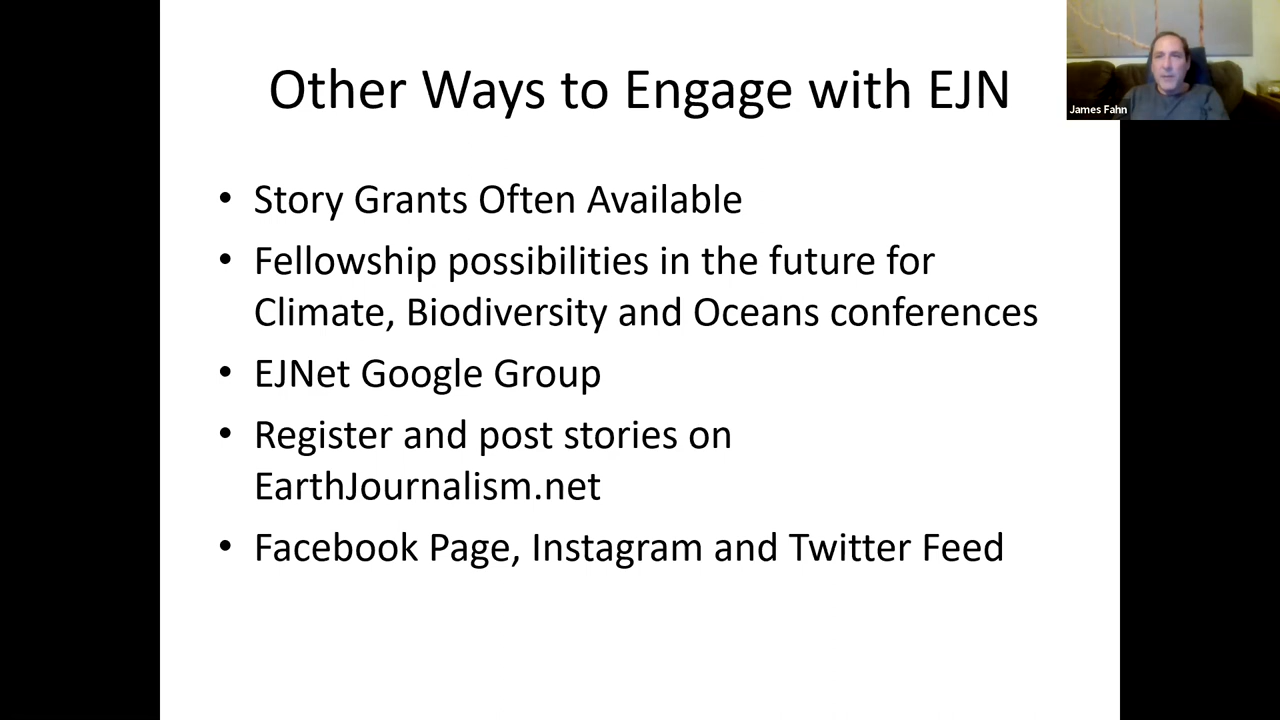 Other Ways to Engage with EJN
James Fahn
• Story Grants Often Available
• Fellowship possibilities in the future for
Climate, Biodiversity and Oceans conferences
• EJNet Google Group
• Register and post stories on
EarthJournalism.net
• Facebook Page, Instagram and Twitter Feed